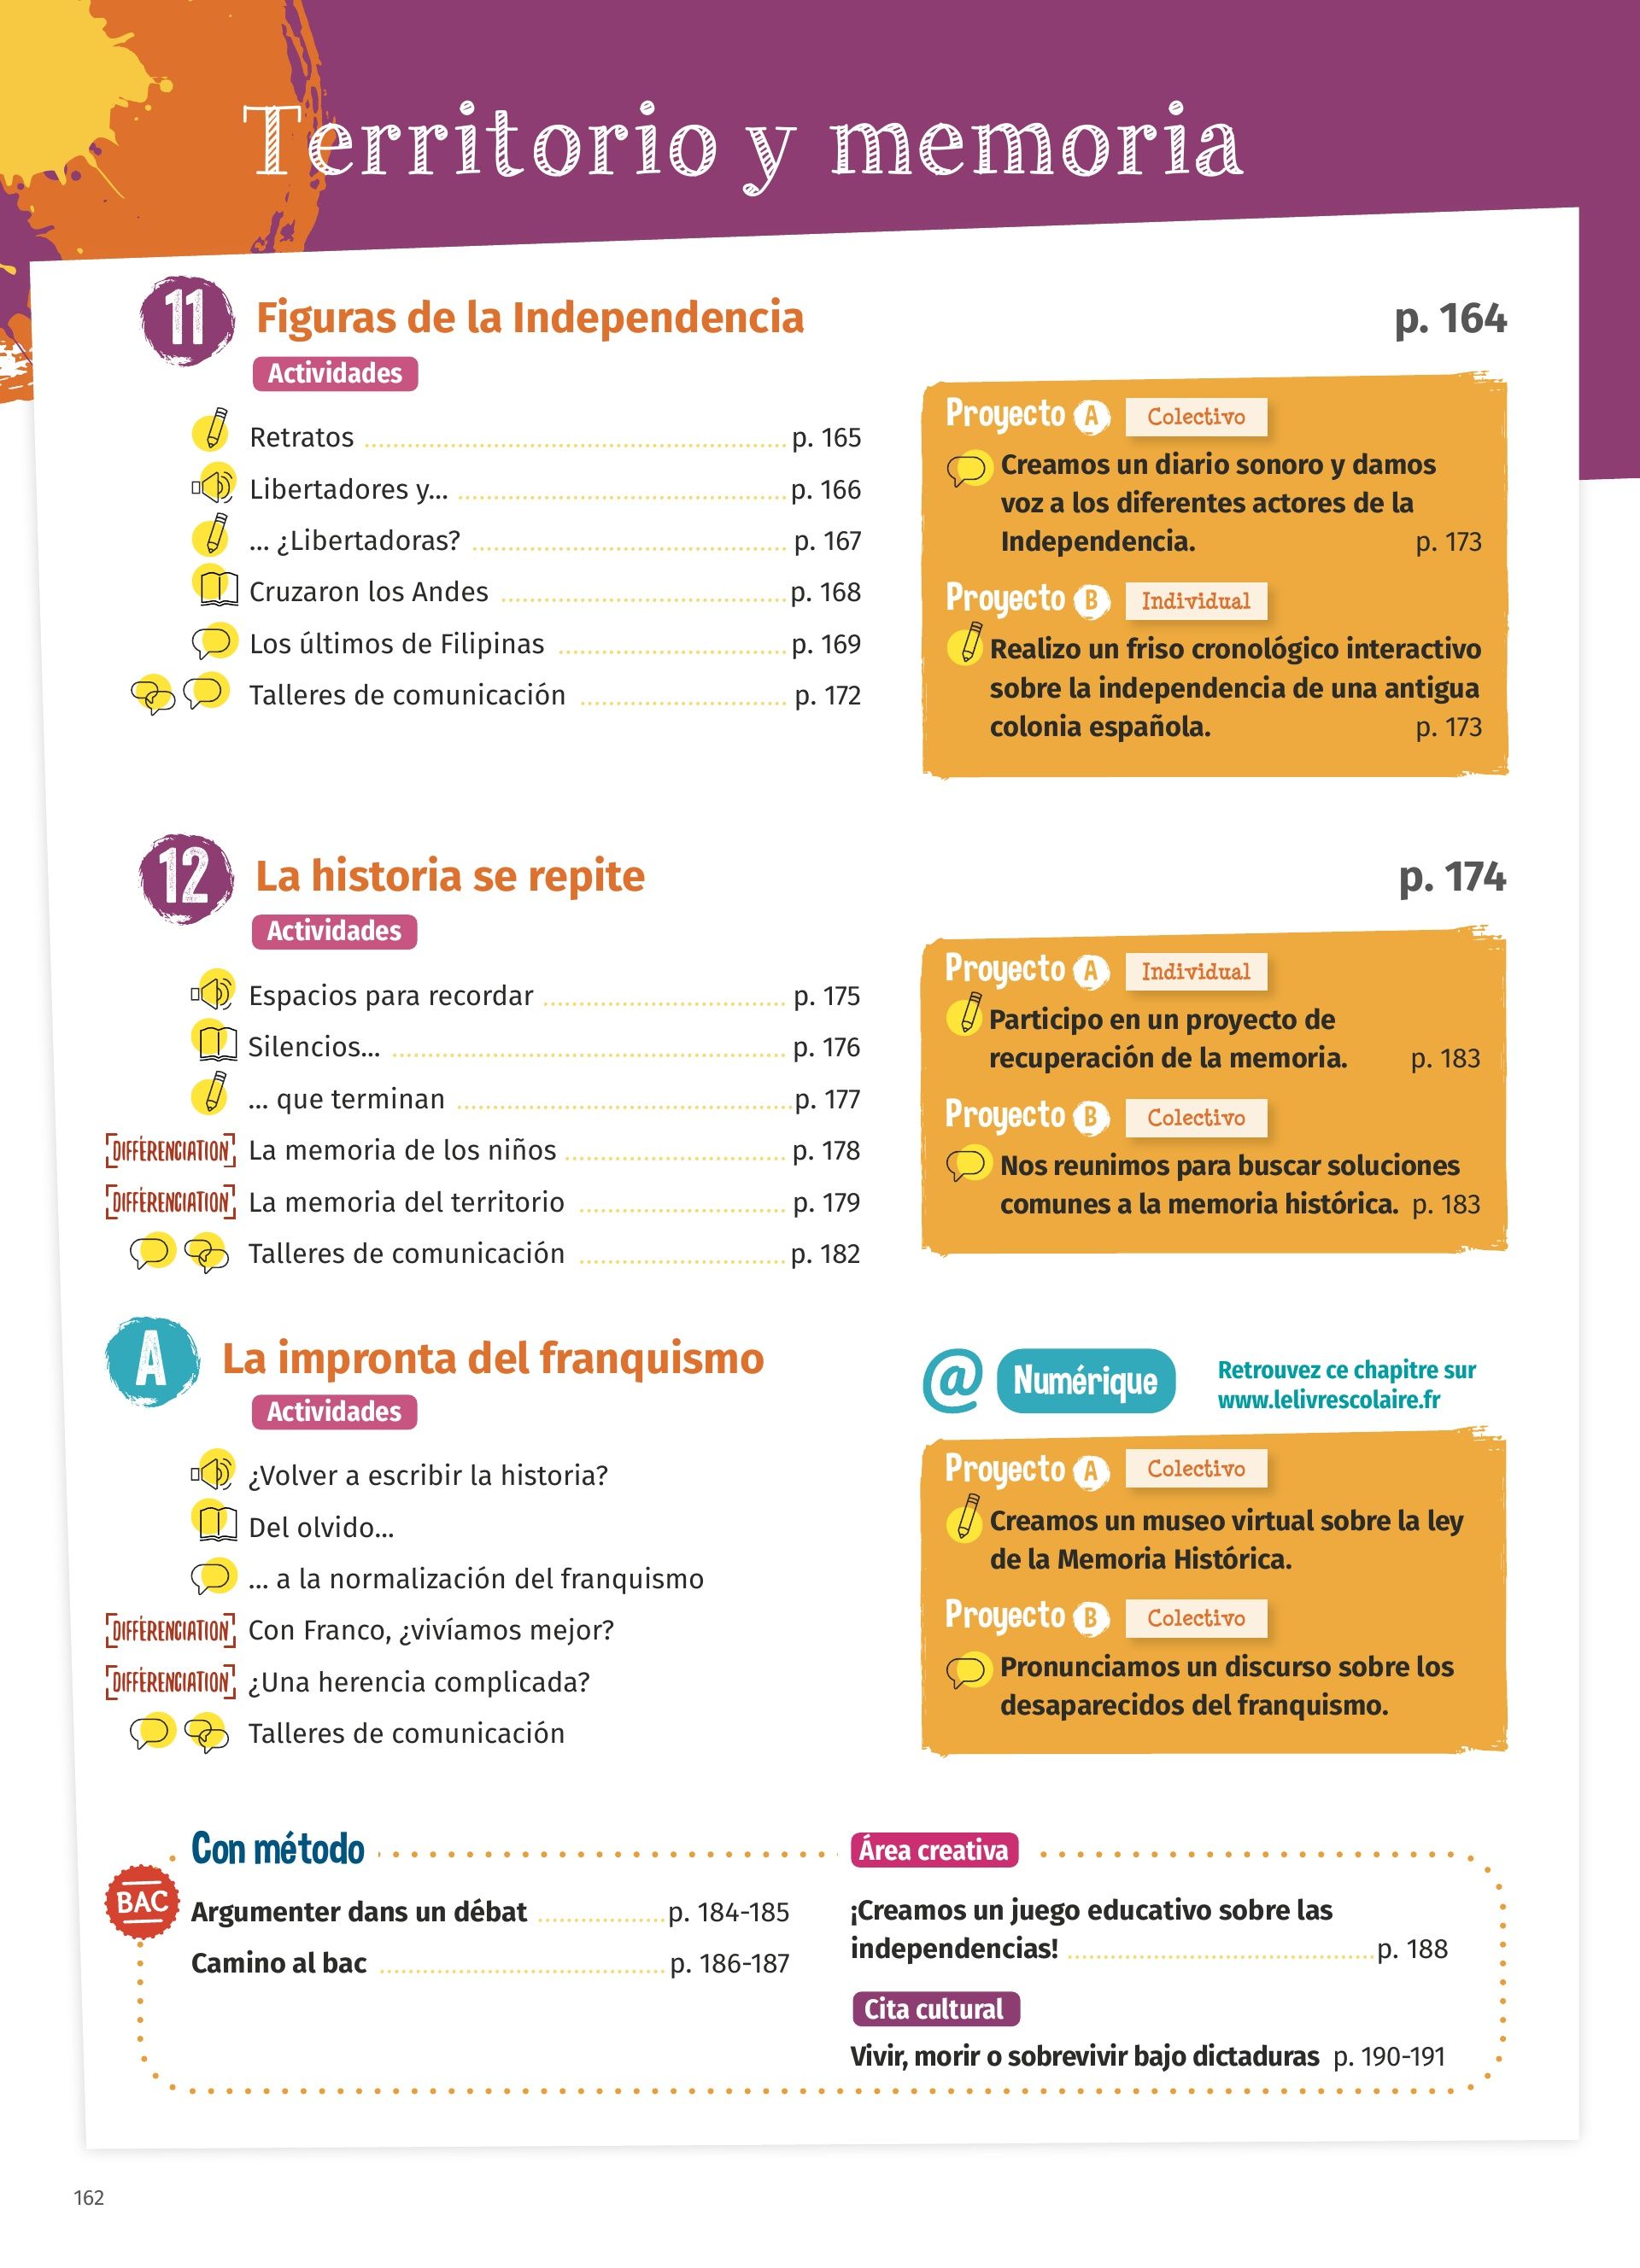 Territorio y memoria
11 Figuras de la Independencia p. 164
Actividades
Retratos p. 165
Libertadores y... p. 166
... ¿Libertadoras? p. 167
Cruzaron los Andes p. 168
Los últimos de Filipinas p. 169
Talleres de comunicación p. 172
Proyecto A Colectivo
Creamos un diario sonoro y damos
voz a los diferentes actores de la
Independencia. p. 173
Proyecto B Individual
Realizo un friso cronológico interactivo
sobre la independencia de una antigua
colonia española. p. 173
12 La historia se repite p. 174
Actividades
Espacios para recordar p. 175
Silencios... p. 176
... que terminan p. 177
DIFFÉRENCIATION La memoria de los niños p. 178
DIFFÉRENCIATION La memoria del territorio p. 179
Talleres de comunicación p. 182
Proyecto A Individual
Participo en un proyecto de
recuperación de la memoria. p. 183
Proyecto B Colectivo
Nos reunimos para buscar soluciones
comunes a la memoria histórica. p. 183
A La impronta del franquismo
Actividades
¿Volver a escribir la historia?
Del olvido...
... a la normalización del franquismo
DIFFÉRENCIATION Con Franco, ¿vivíamos mejor?
DIFFÉRENCIATION ¿Una herencia complicada?
Talleres de comunicación
@ Numérique
Retrouvez ce chapitre sur
www.lelivrescolaire.fr
Proyecto A Colectivo
Creamos un museo virtual sobre la ley
de la Memoria Histórica.
Proyecto B Colectivo
Pronunciamos un discurso sobre los
desaparecidos del franquismo.
Con método
BAC
Argumenter dans un débat p. 184-185
Camino al bac p. 186-187
Área creativa
¡Creamos un juego educativo sobre las
independencias! p. 188
Cita cultural
Vivir, morir o sobrevivir bajo dictaduras p. 190-191
162